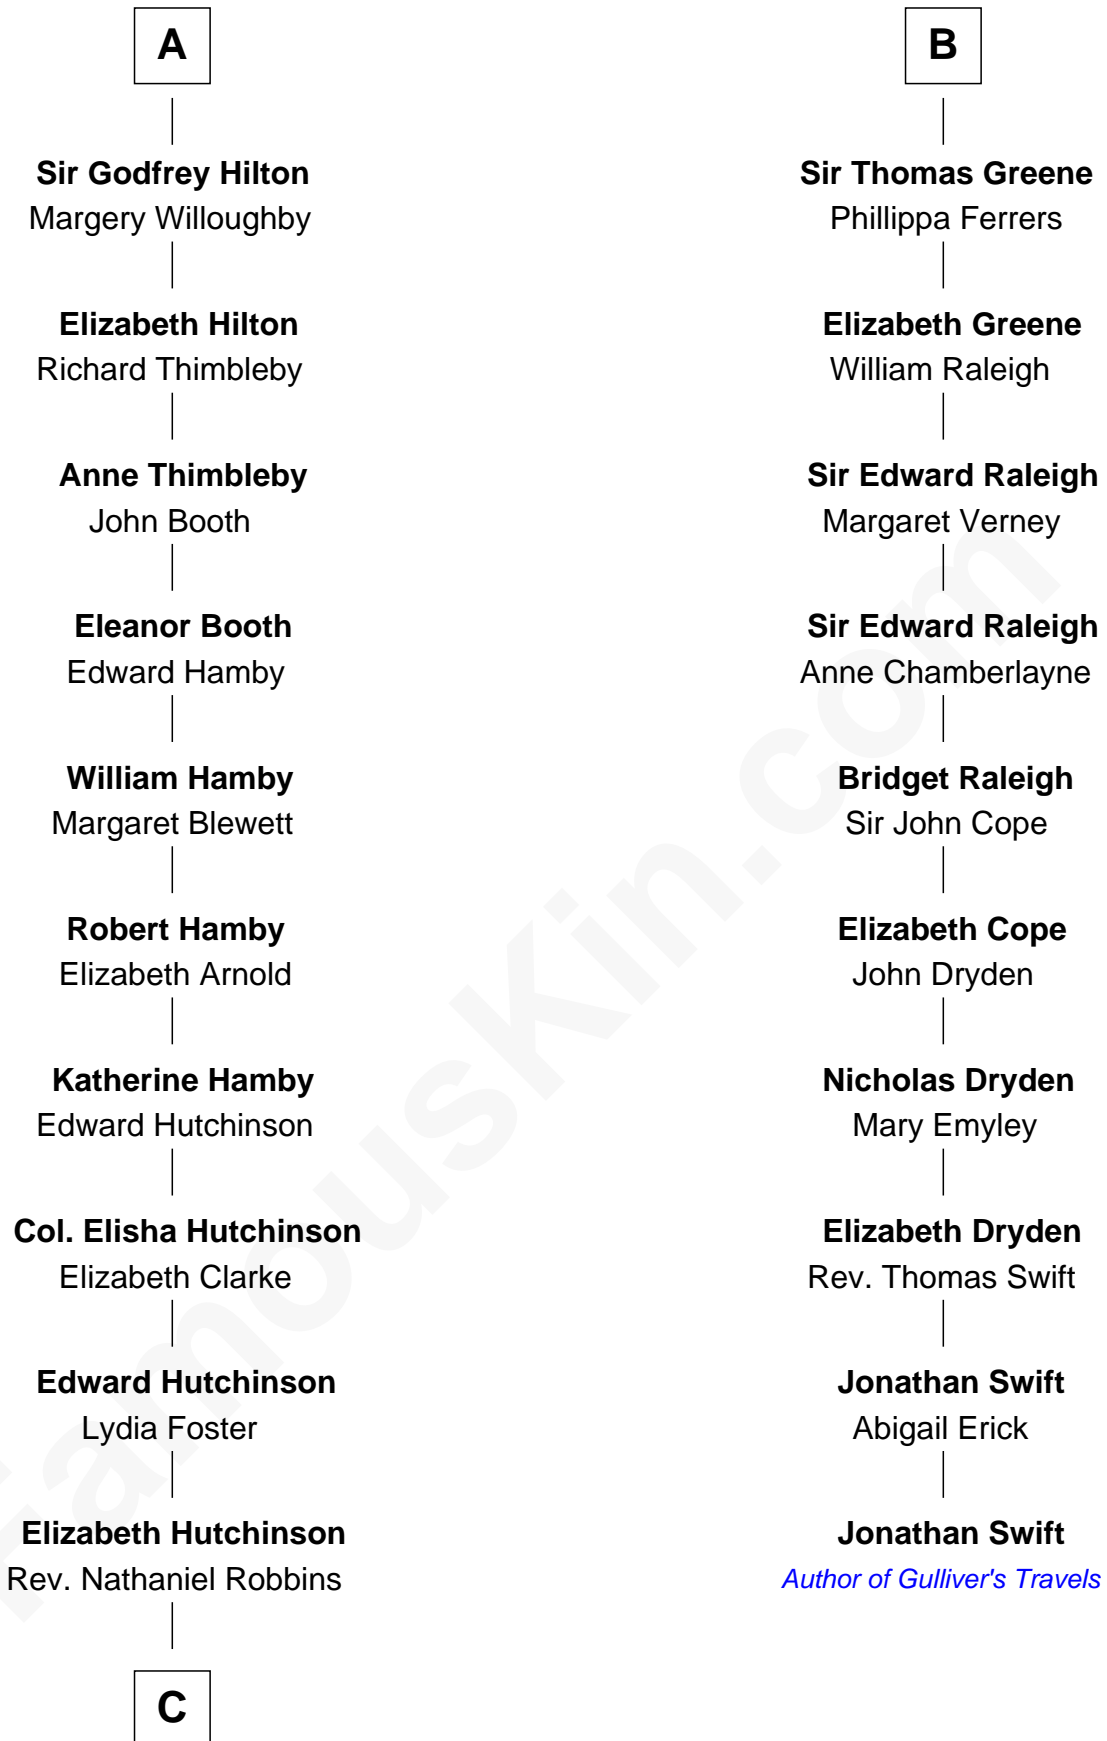 A
Sir Godfrey Hilton
Margery Willoughby
Elizabeth Hilton
Richard Thimbleby
Anne Thimbleby
John Booth
Eleanor Booth
Edward Hamby
William Hamby
Margaret Blewett
Robert Hamby
Elizabeth Arnold
Katherine Hamby
Edward Hutchinson
Col. Elisha Hutchinson
Elizabeth Clarke
Edward Hutchinson
Lydia Foster
Elizabeth Hutchinson
Rev. Nathaniel Robbins
C
B
Sir Thomas Greene
Phillippa Ferrers
Elizabeth Greene
William Raleigh
Sir Edward Raleigh
Margaret Verney
Sir Edward Raleigh
Anne Chamberlayne
Bridget Raleigh
Sir John Cope
Elizabeth Cope
John Dryden
Nicholas Dryden
Mary Emyley
Elizabeth Dryden
Rev. Thomas Swift
Jonathan Swift
Abigail Erick
Jonathan Swift
Author of Gulliver's Travels
FamousKin.com